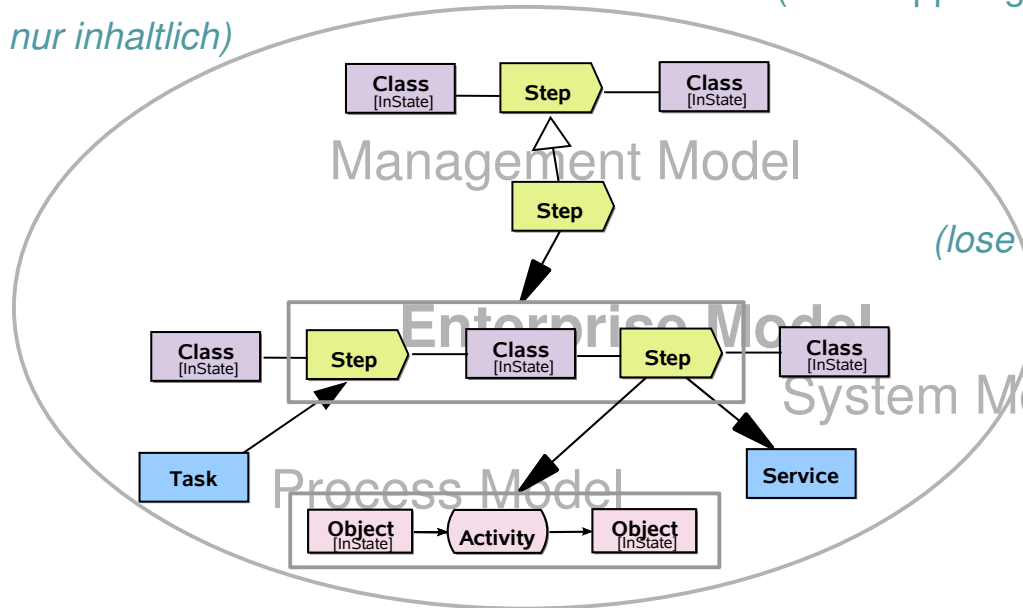 nur inhaltlich)
Class
[InState]
Step
Class
[InState]
Management Model
Step
(lose
Enterprise Model
Class
[InState]
Step
Class
[InState]
Step
Class
[InState]
System
Task
Process Model
Service
Object
[InState]
Activity
Object
[InState]